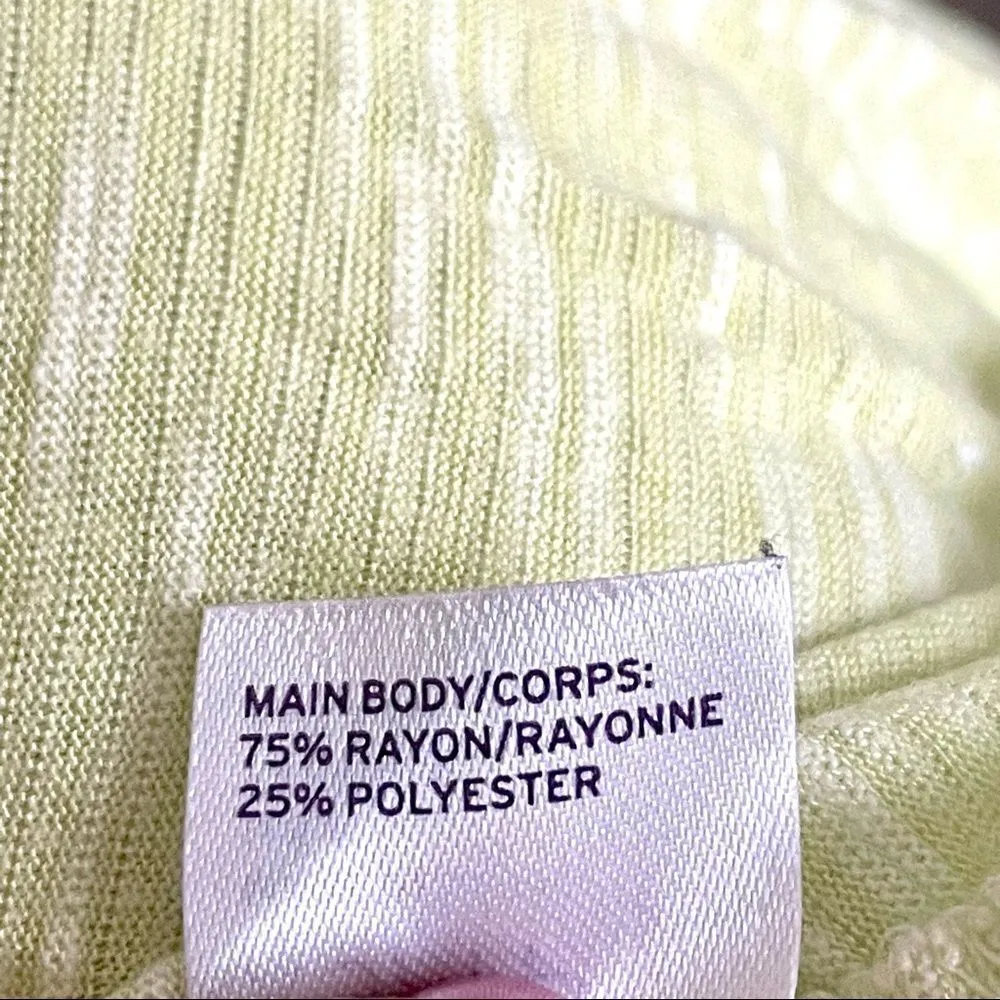 MAIN BODY/CORPS:
75% RAYON/RAYONNE
25% POLYESTER